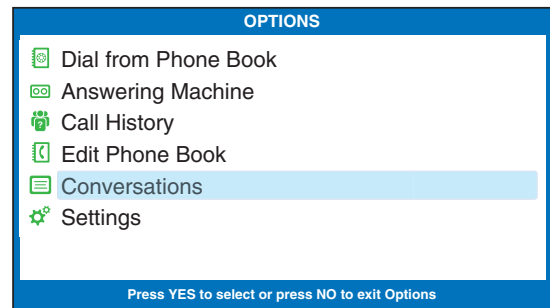 OPTIONS
Dial from Phone Book
Answering Machine
Call History
Edit Phone Book
Conversations
Settings
Press YES to select or press NO to exit Options